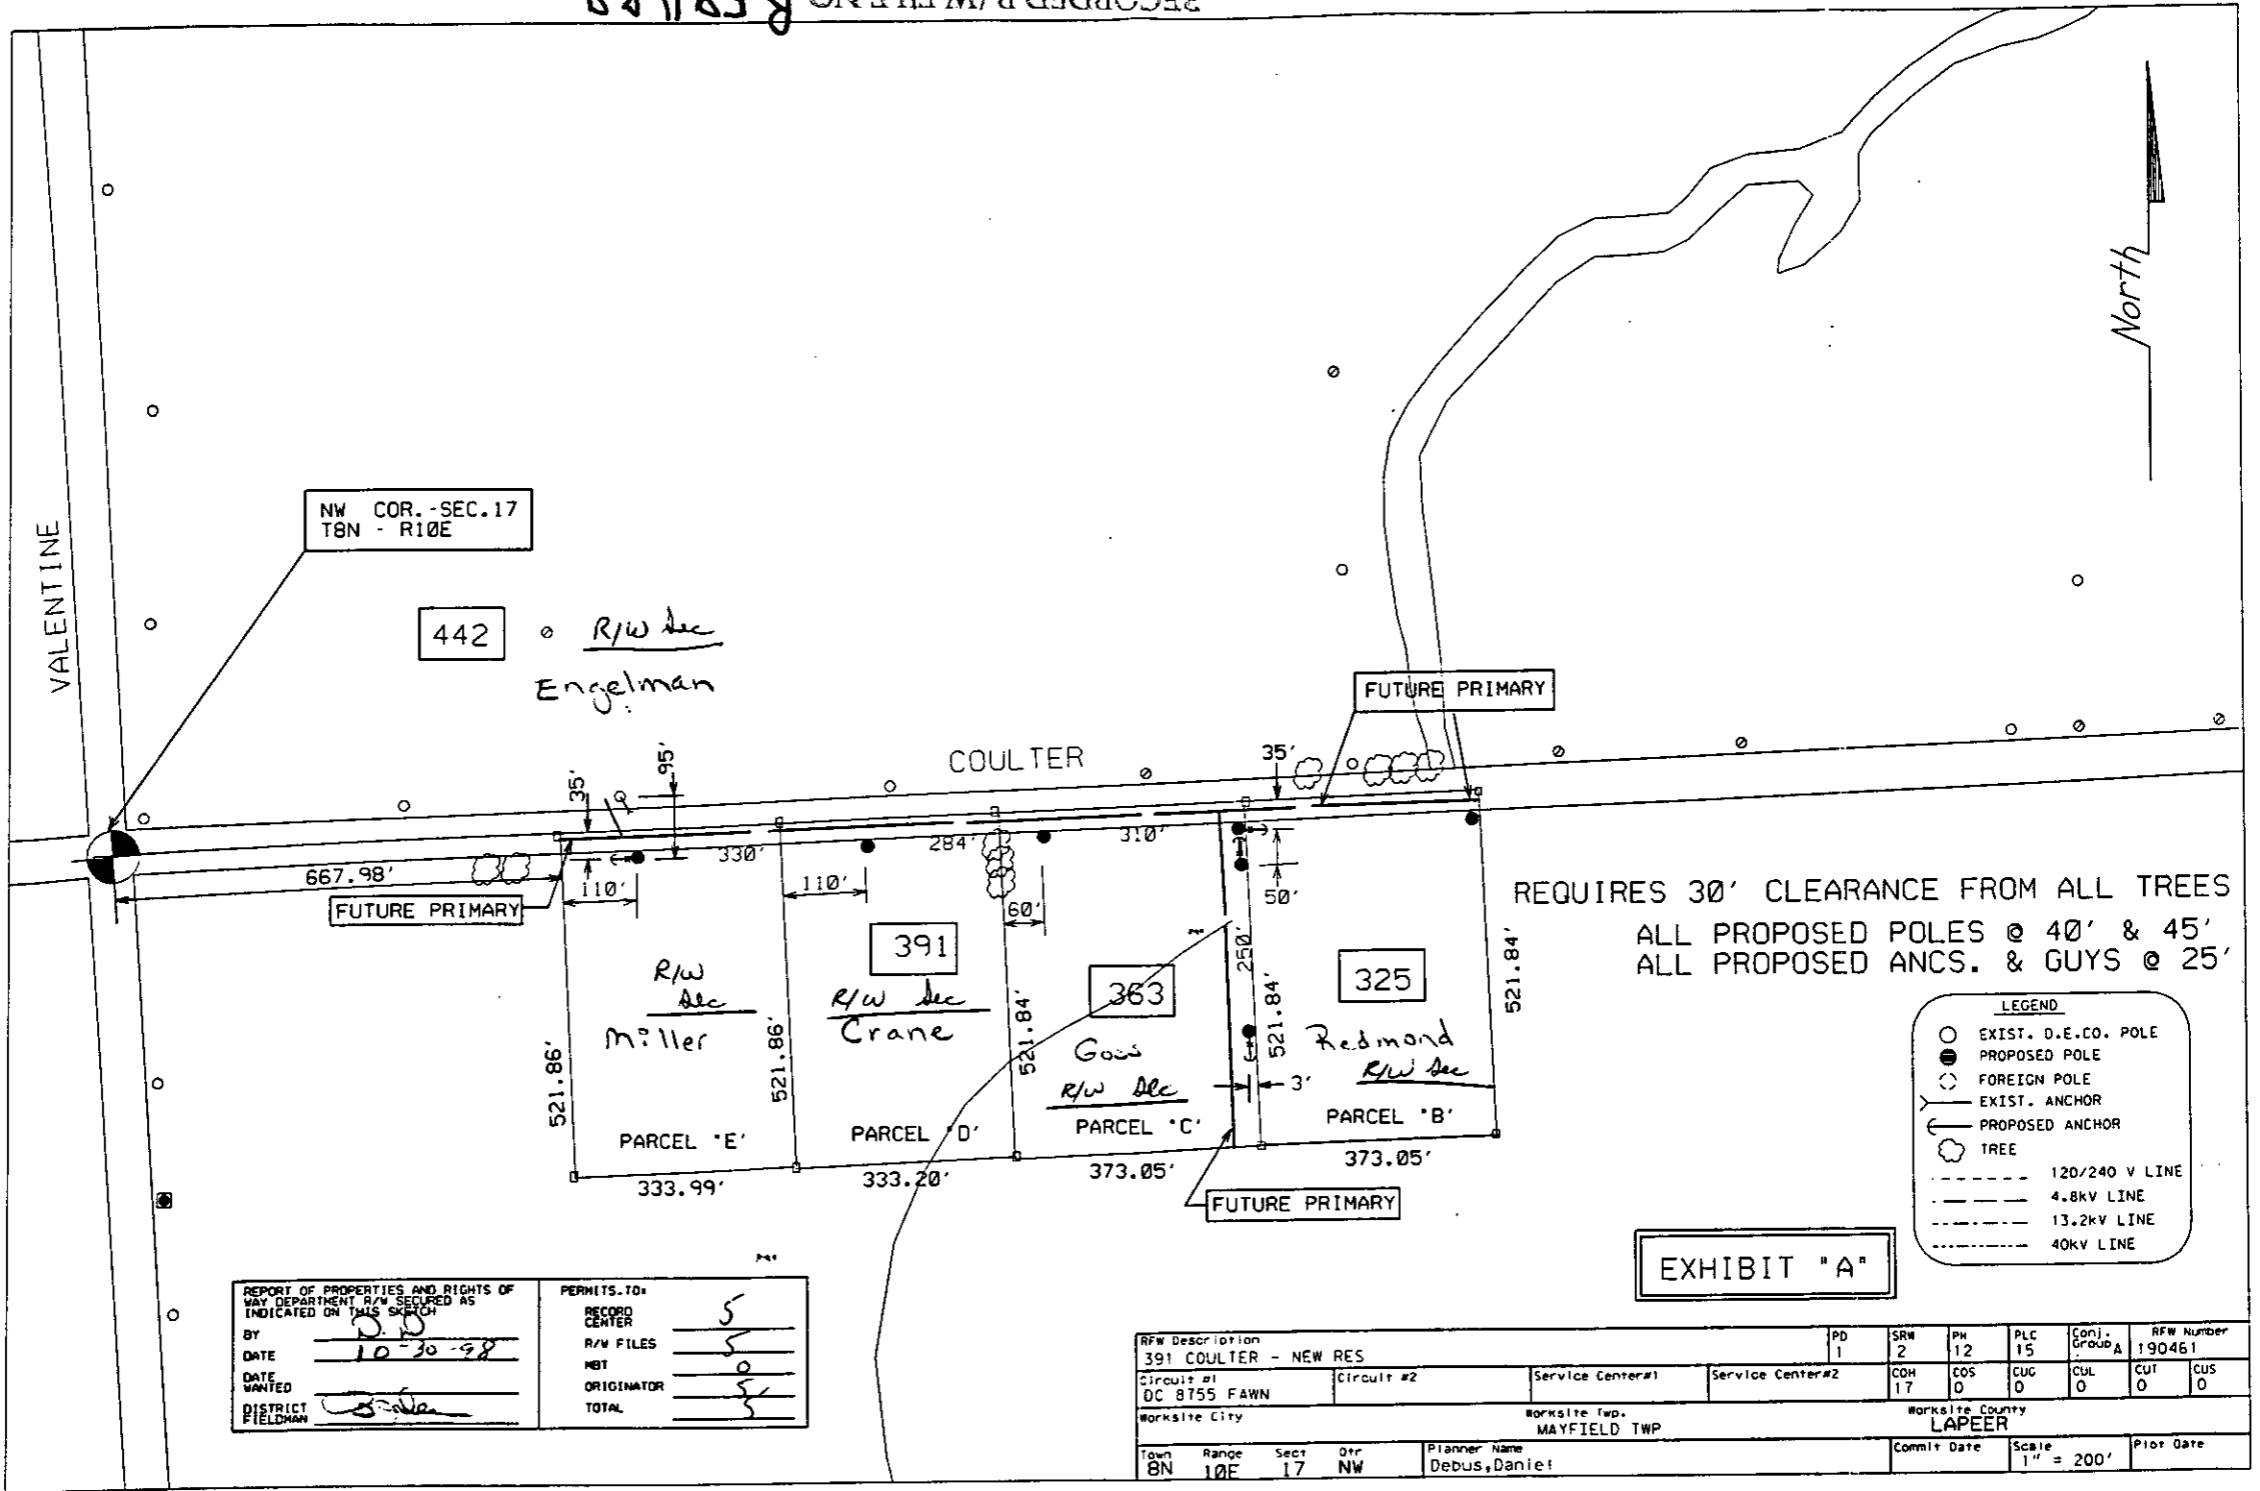 RECORDED R/W FILE NO.
North
NW COR.-SEC.17
T8N - R10E
VALENTINE
442
R/W Sec
Engelman
FUTURE PRIMARY
COULTER
35'
95'
35'
667.98'
330'
284'
310'
110'
110'
60'
50'
FUTURE PRIMARY
REQUIRES 30' CLEARANCE FROM ALL TREES
ALL PROPOSED POLES @ 40' & 45'
ALL PROPOSED ANCS. & GUYS @ 25'
391
363
325
250'
R/W Sec
Miller
R/W Sec
Crane
Goss
R/W Sec
Redmond
R/W Sec
521.86'
521.86'
521.84'
521.84'
521.84'
3'
PARCEL 'E'
PARCEL 'D'
PARCEL 'C'
PARCEL 'B'
333.99'
333.20'
373.05'
373.05'
FUTURE PRIMARY
LEGEND
EXIST. D.E.CO. POLE
PROPOSED POLE
FOREIGN POLE
EXIST. ANCHOR
PROPOSED ANCHOR
TREE
120/240 V LINE
4.8kV LINE
13.2kV LINE
40kV LINE
EXHIBIT "A"
REPORT OF PROPERTIES AND RIGHTS OF
WAY DEPARTMENT R/W SECURED AS
INDICATED ON THIS SKETCH
BY D.D
DATE 10-30-98
DATE WANTED
DISTRICT FIELDMAN
PERMITS.TO:
RECORD CENTER 5
R/W FILES 5
MBT 0
ORIGINATOR 5
TOTAL 5
RFW Description PD SRW PH PLC Conj. Group A RFW Number
391 COULTER - NEW RES 1 2 12 15 190461
Circuit #1 Circuit #2 Service Center#1 Service Center#2 COH COS CUG CUL CUT CUS
DC 8755 FAWN 17 0 0 0 0 0
Worksite City Worksite Twp. Worksite County
MAYFIELD TWP LAPEER
Town Range Sect Qtr Planner Name Commit Date Scale Plot Date
8N 10E 17 NW Debus,Daniel 1" = 200'